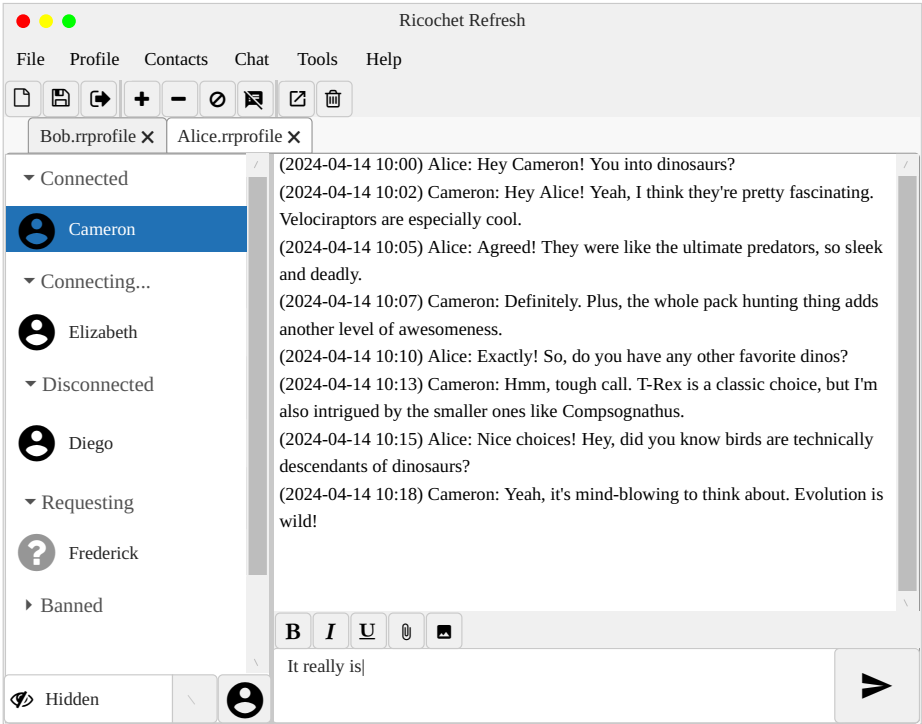 Ricochet Refresh
File Profile Contacts Chat Tools Help
Bob.rrprofile Alice.rrprofile
Connected
Cameron
Connecting...
Elizabeth
Disconnected
Diego
Requesting
Frederick
Banned
Hidden
(2024-04-14 10:00) Alice: Hey Cameron! You into dinosaurs?
(2024-04-14 10:02) Cameron: Hey Alice! Yeah, I think they're pretty fascinating.
Velociraptors are especially cool.
(2024-04-14 10:05) Alice: Agreed! They were like the ultimate predators, so sleek
and deadly.
(2024-04-14 10:07) Cameron: Definitely. Plus, the whole pack hunting thing adds
another level of awesomeness.
(2024-04-14 10:10) Alice: Exactly! So, do you have any other favorite dinos?
(2024-04-14 10:13) Cameron: Hmm, tough call. T-Rex is a classic choice, but I'm
also intrigued by the smaller ones like Compsognathus.
(2024-04-14 10:15) Alice: Nice choices! Hey, did you know birds are technically
descendants of dinosaurs?
(2024-04-14 10:18) Cameron: Yeah, it's mind-blowing to think about. Evolution is
wild!
B I U
It really is